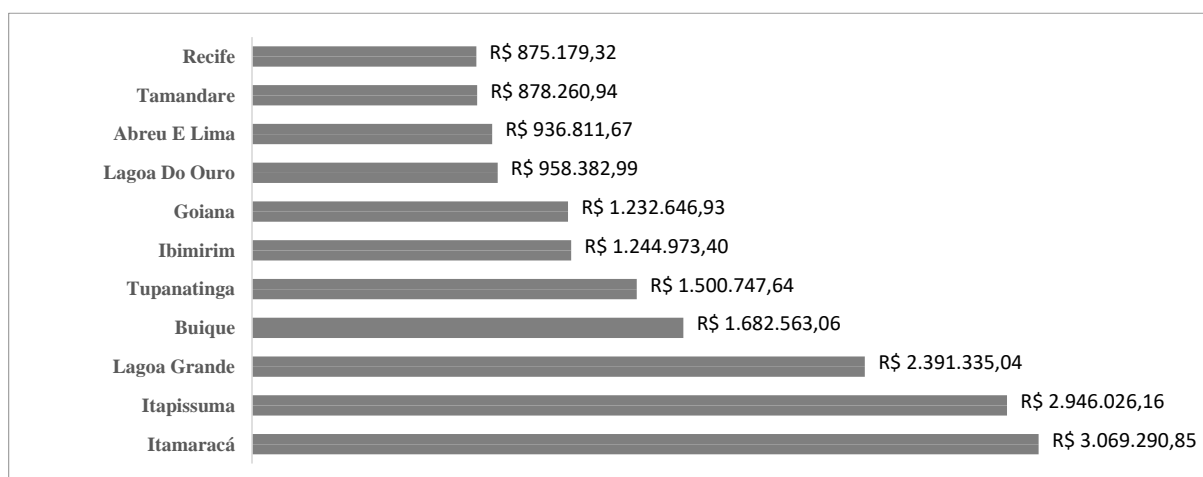 Recife R$ 875.179,32
Tamandare R$ 878.260,94
Abreu E Lima R$ 936.811,67
Lagoa Do Ouro R$ 958.382,99
Goiana R$ 1.232.646,93
Ibimirim R$ 1.244.973,40
Tupanatinga R$ 1.500.747,64
Buique R$ 1.682.563,06
Lagoa Grande R$ 2.391.335,04
Itapissuma R$ 2.946.026,16
Itamaracá R$ 3.069.290,85